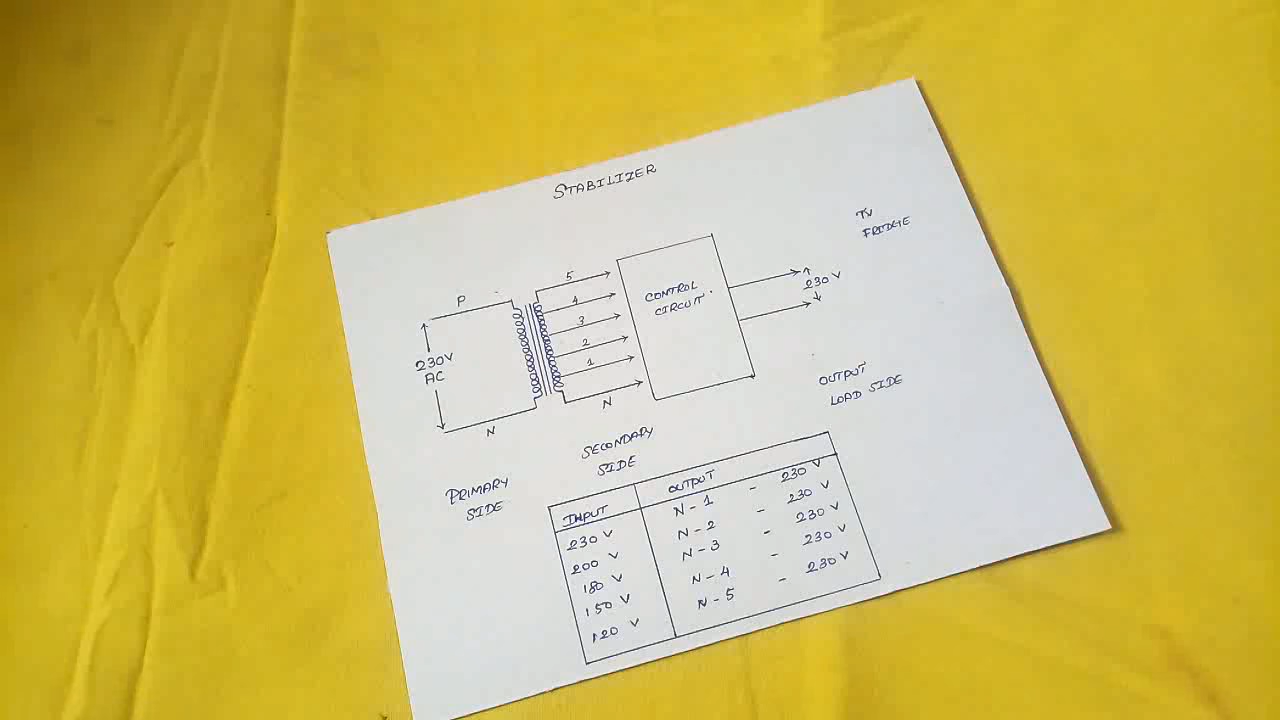 STABILIZER
TV
FRIDGE
P
230V
AC
N
5
4
3
2
1
N
CONTROL
CIRCUIT
230 V
OUTPUT
LOAD SIDE
SECONDARY
SIDE
PRIMARY
SIDE
INPUT OUTPUT
230 V N-1 - 230 V
200 V N-2 - 230 V
180 V N-3 - 230 V
150 V N-4 - 230 V
120 V N-5 - 230 V